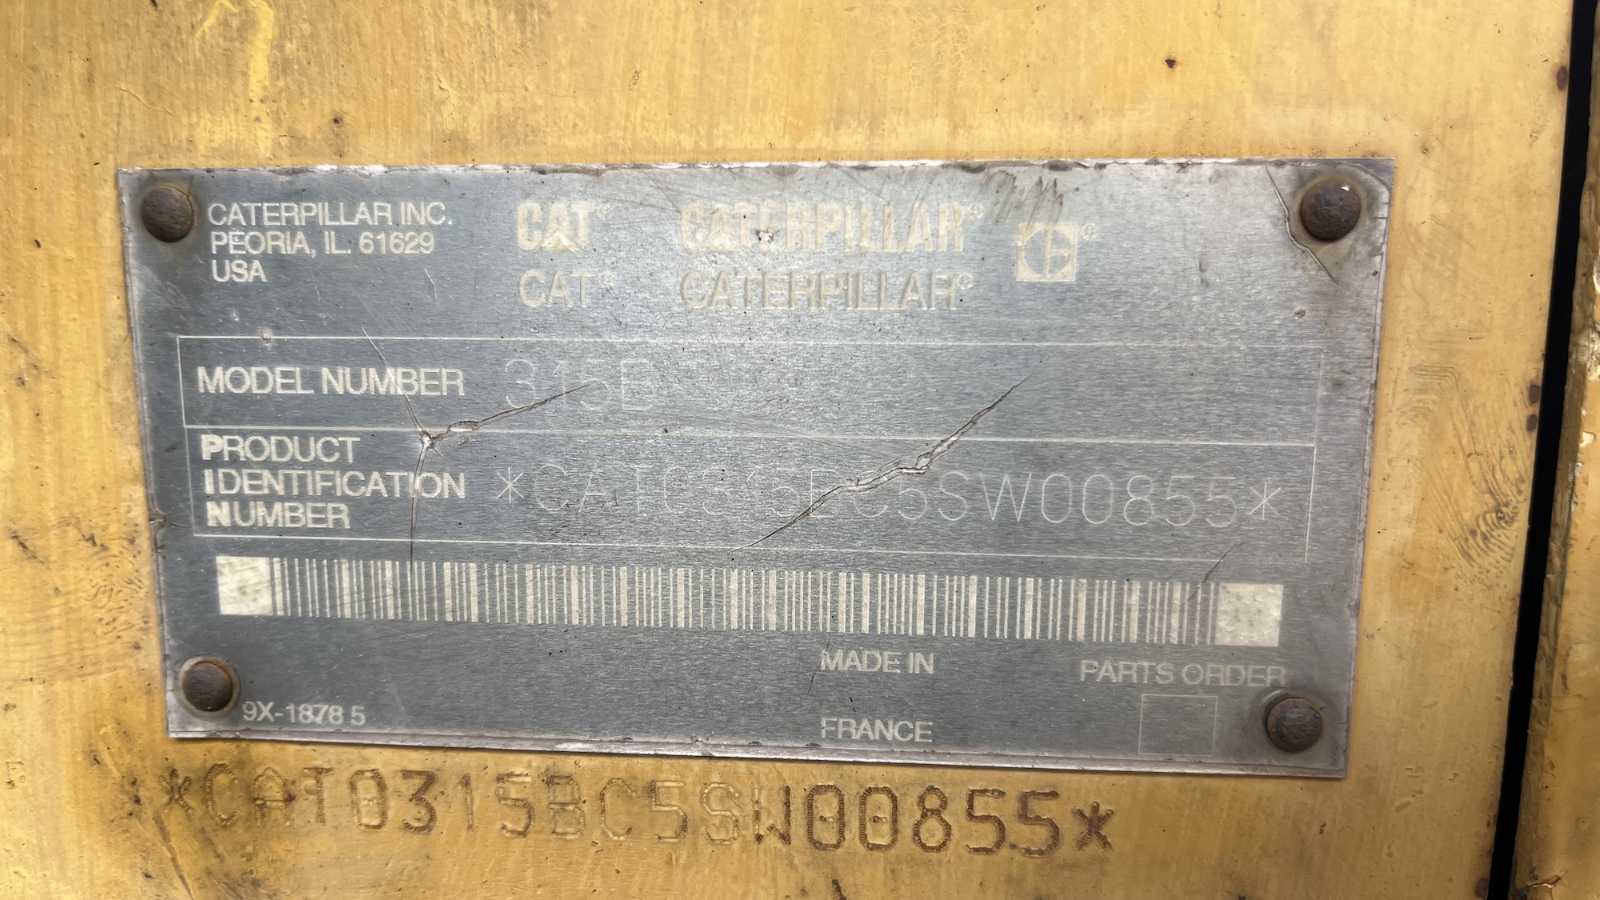 CATERPILLAR INC.
PEORIA, IL. 61629
USA
CAT® CATERPILLAR® ®
CAT® CATERPILLAR®
MODEL NUMBER 315B
PRODUCT
IDENTIFICATION
NUMBER
*CAT0315BC5SW00855*
MADE IN
FRANCE
PARTS ORDER
9X-1878 5
*CAT0315BC5SW00855*